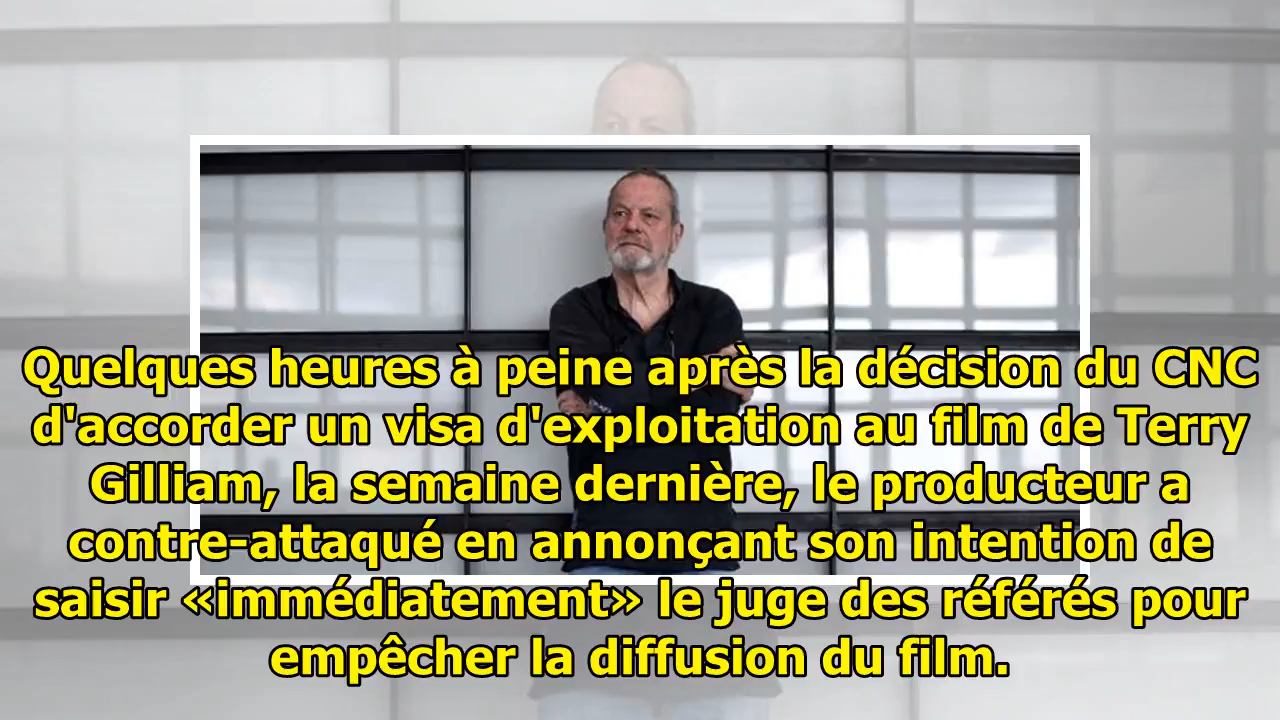 Quelques heures à peine après la décision du CNC
d'accorder un visa d'exploitation au film de Terry
Gilliam, la semaine dernière, le producteur a
contre-attaqué en annonçant son intention de
saisir «immédiatement» le juge des référés pour
empêcher la diffusion du film.